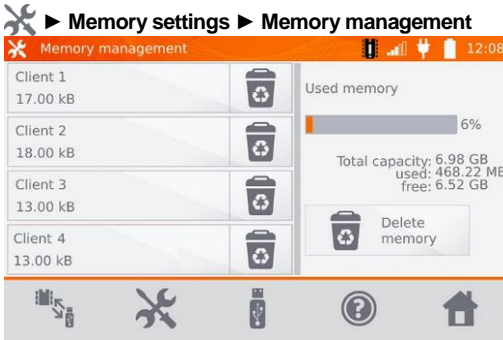 ► Memory settings ► Memory management
Memory management 12:08
Client 1
17.00 kB
Client 2
18.00 kB
Client 3
13.00 kB
Client 4
13.00 kB
Used memory
6%
Total capacity: 6.98 GB
used: 468.22 MB
free: 6.52 GB
Delete
memory